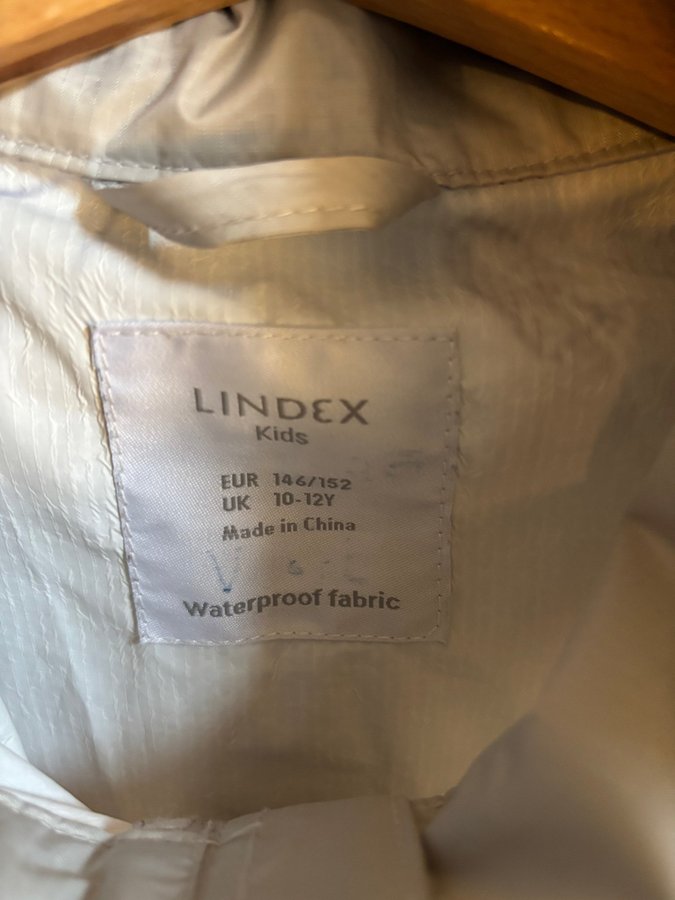 LINDEX
Kids
EUR 146/152
UK 10-12Y
Made in China
Waterproof fabric